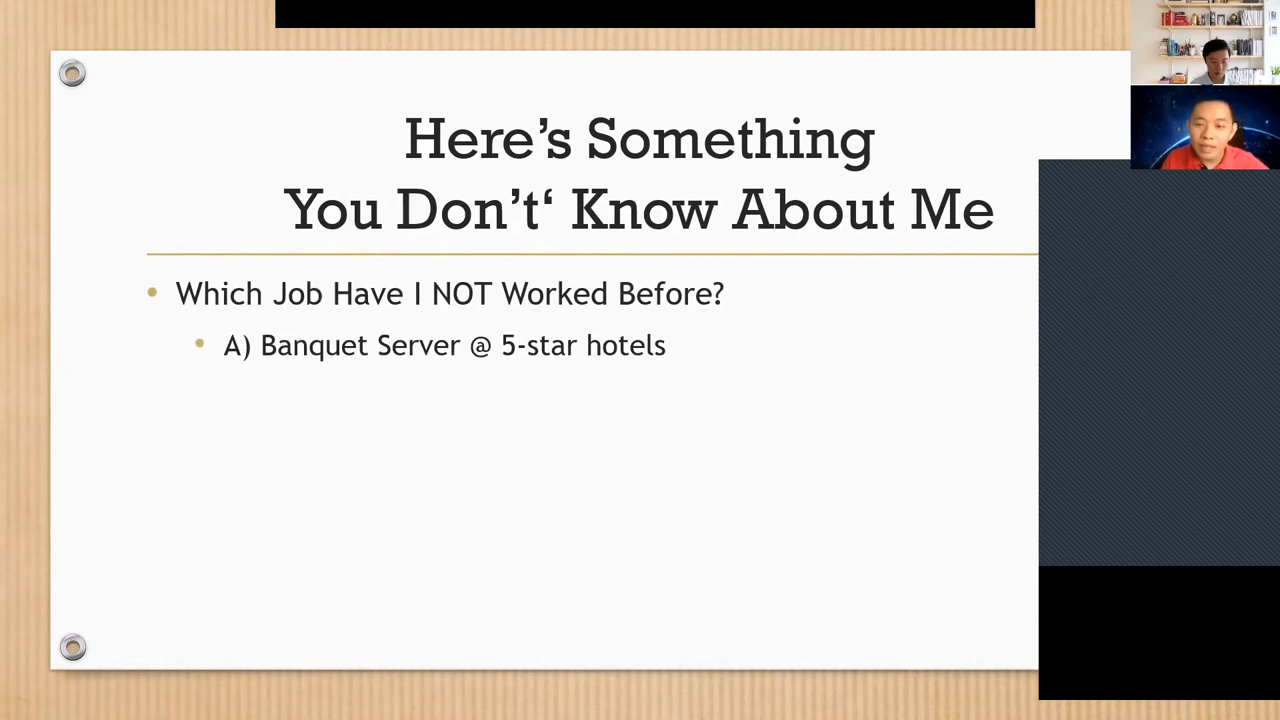 Here’s Something
You Don’t‘ Know About Me
Which Job Have I NOT Worked Before?
A) Banquet Server @ 5-star hotels